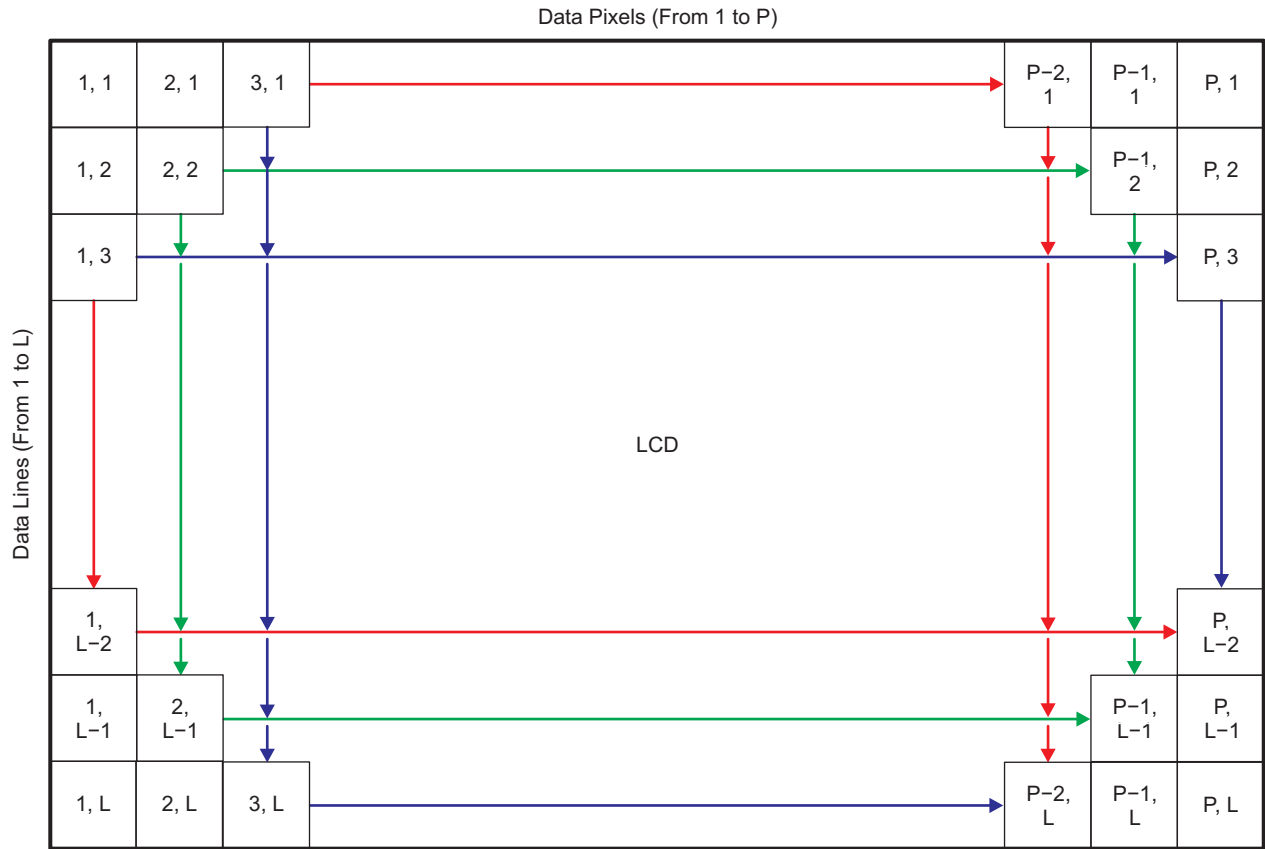 Data Pixels (From 1 to P)
1, 1
2, 1
3, 1
P−2,
1
P−1,
1
P, 1
1, 2
2, 2
P−1,
2
P, 2
1, 3
P, 3
Data Lines (From 1 to L)
LCD
1,
L−2
P,
L−2
1,
L−1
2,
L−1
P−1,
L−1
P,
L−1
1, L
2, L
3, L
P−2,
L
P−1,
L
P, L